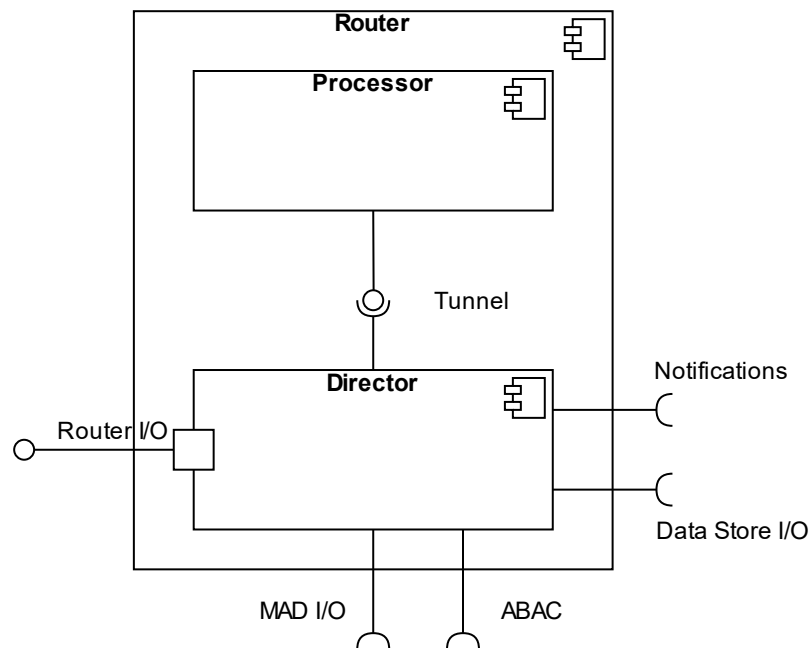 Router
Processor
Tunnel
Director
Notifications
Router I/O
Data Store I/O
MAD I/O
ABAC